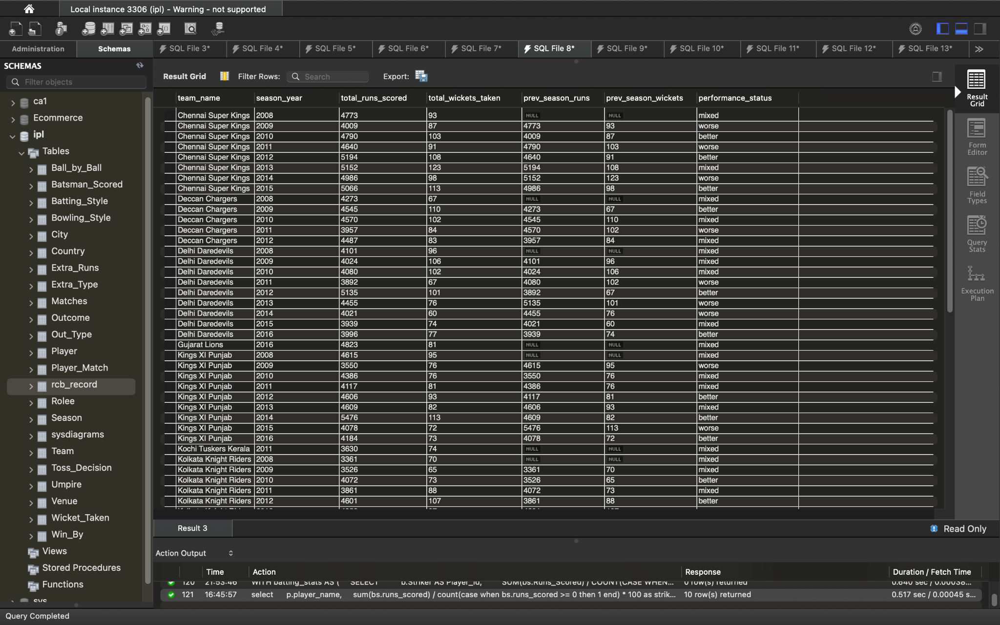 Local instance 3306 (ipl) - Warning - not supported
Administration Schemas SQL File 3* SQL File 4* SQL File 5* SQL File 6* SQL File 7* SQL File 8* SQL File 9* SQL File 10* SQL File 11* SQL File 12* SQL File 13*
SCHEMAS
Filter objects
ca1
Ecommerce
ipl
Tables
Ball_by_Ball
Batsman_Scored
Batting_Style
Bowling_Style
City
Country
Extra_Runs
Extra_Type
Matches
Outcome
Out_Type
Player
Player_Match
rcb_record
Rolee
Season
sysdiagrams
Team
Toss_Decision
Umpire
Venue
Wicket_Taken
Win_By
Views
Stored Procedures
Functions
sys
Result Grid Filter Rows: Search Export:
team_name season_year total_runs_scored total_wickets_taken prev_season_runs prev_season_wickets performance_status
Chennai Super Kings 2008 4773 93 NULL NULL mixed
Chennai Super Kings 2009 4009 87 4773 93 worse
Chennai Super Kings 2010 4790 103 4009 87 better
Chennai Super Kings 2011 4640 91 4790 103 worse
Chennai Super Kings 2012 5194 108 4640 91 better
Chennai Super Kings 2013 5152 123 5194 108 mixed
Chennai Super Kings 2014 4986 98 5152 123 worse
Chennai Super Kings 2015 5066 113 4986 98 better
Deccan Chargers 2008 4273 67 NULL NULL mixed
Deccan Chargers 2009 4545 110 4273 67 better
Deccan Chargers 2010 4570 102 4545 110 mixed
Deccan Chargers 2011 3957 84 4570 102 worse
Deccan Chargers 2012 4487 83 3957 84 mixed
Delhi Daredevils 2008 4101 96 NULL NULL mixed
Delhi Daredevils 2009 4024 106 4101 96 mixed
Delhi Daredevils 2010 4080 102 4024 106 mixed
Delhi Daredevils 2011 3892 67 4080 102 worse
Delhi Daredevils 2012 5135 101 3892 67 better
Delhi Daredevils 2013 4455 76 5135 101 worse
Delhi Daredevils 2014 4021 60 4455 76 worse
Delhi Daredevils 2015 3939 74 4021 60 mixed
Delhi Daredevils 2016 3996 77 3939 74 better
Gujarat Lions 2016 4823 81 NULL NULL mixed
Kings XI Punjab 2008 4615 95 NULL NULL mixed
Kings XI Punjab 2009 3550 76 4615 95 worse
Kings XI Punjab 2010 4386 76 3550 76 mixed
Kings XI Punjab 2011 4117 81 4386 76 mixed
Kings XI Punjab 2012 4606 93 4117 81 better
Kings XI Punjab 2013 4609 82 4606 93 mixed
Kings XI Punjab 2014 5476 113 4609 82 better
Kings XI Punjab 2015 4078 72 5476 113 worse
Kings XI Punjab 2016 4184 73 4078 72 better
Kochi Tuskers Kerala 2011 3630 74 NULL NULL mixed
Kolkata Knight Riders 2008 3361 70 NULL NULL mixed
Kolkata Knight Riders 2009 3526 65 3361 70 mixed
Kolkata Knight Riders 2010 4072 73 3526 65 better
Kolkata Knight Riders 2011 3861 88 4072 73 mixed
Kolkata Knight Riders 2012 4601 107 3861 88 better
Result
Grid
Form
Editor
Field
Types
Query
Stats
Execution
Plan
Result 3 Read Only
Action Output
Time Action Response Duration / Fetch Time
120 21:53:46 WITH batting_stats AS ( SELECT b.Striker AS Player_Id, SUM(bs.Runs_Scored) / COUNT(CASE WHEN... 0 row(s) returned 0.640 sec / 0.00038...
121 16:45:57 select p.player_name, sum(bs.runs_scored) / count(case when bs.runs_scored >= 0 then 1 end) * 100 as strik... 10 row(s) returned 0.517 sec / 0.00045 s...
Query Completed